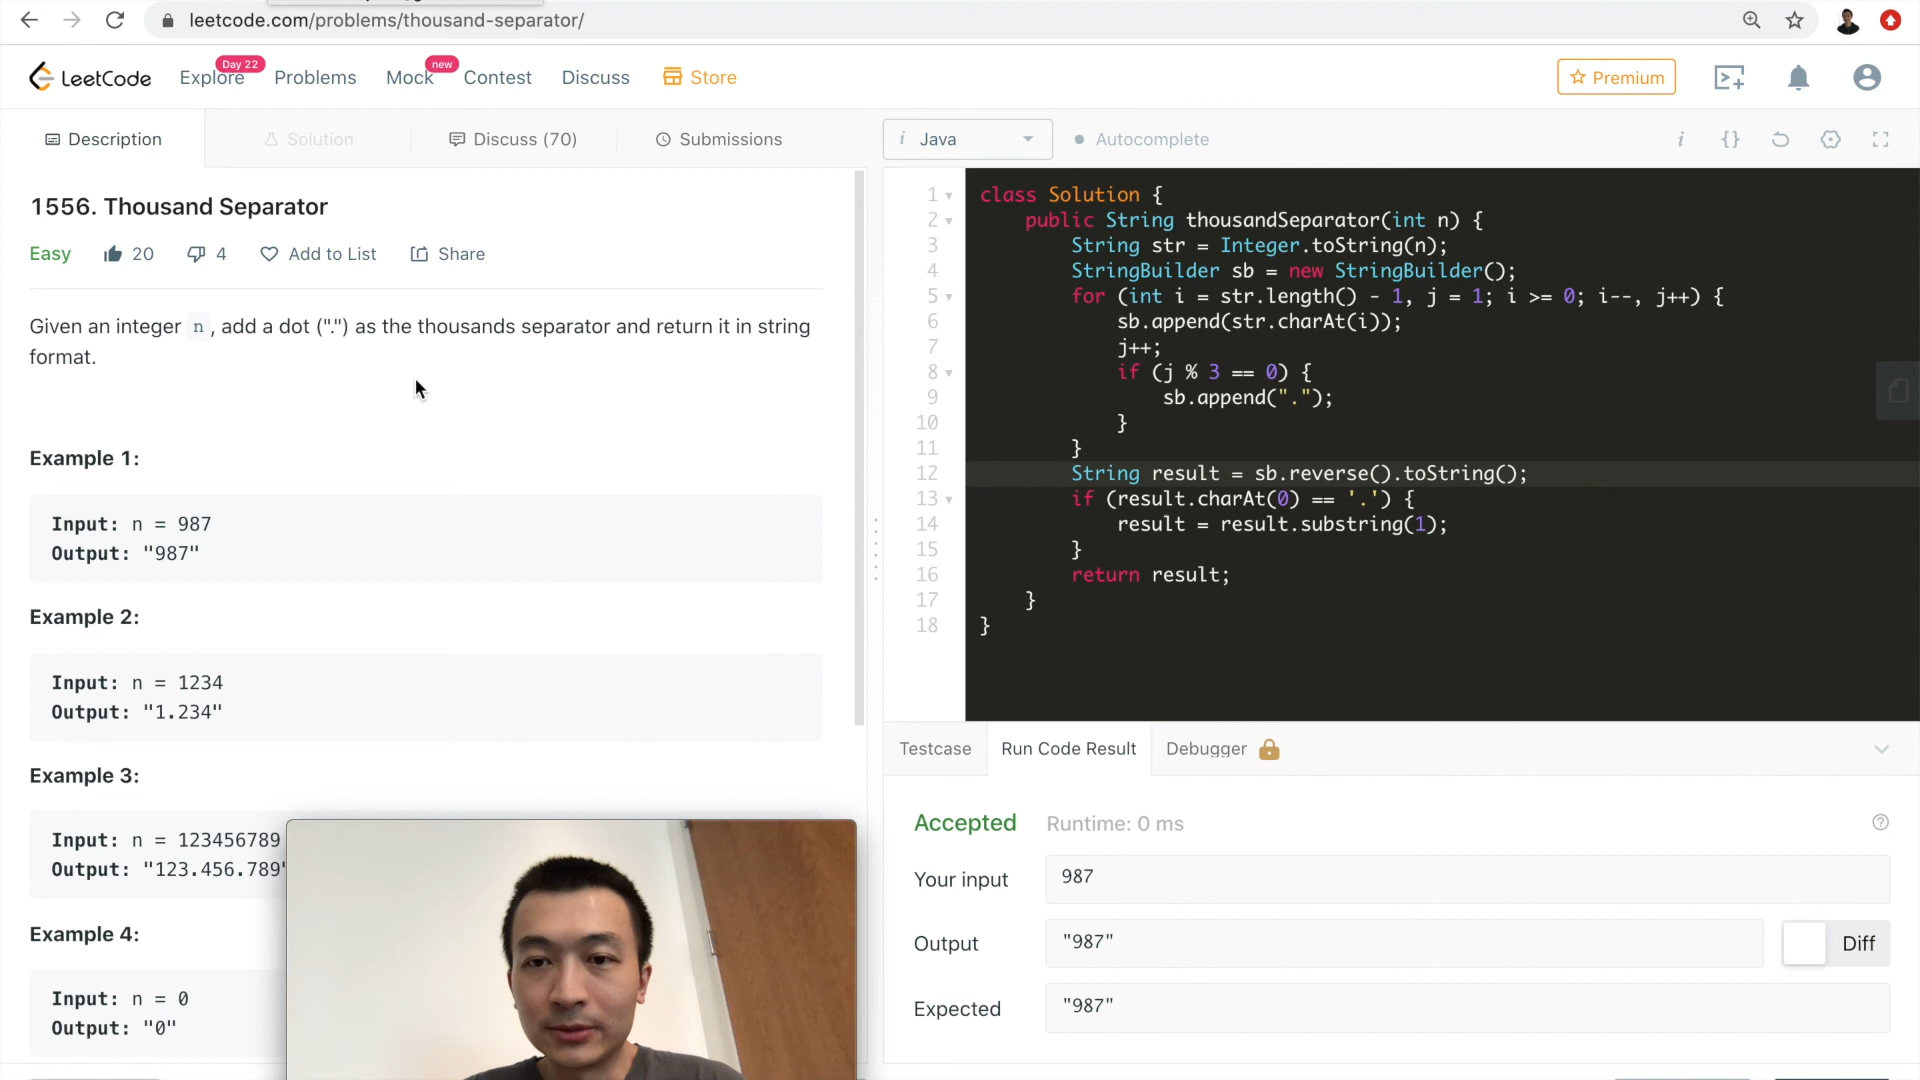 leetcode.com/problems/thousand-separator/
LeetCode
Explore
Day 22
Problems
Mock
new
Contest
Discuss
Store
Premium
Description
Solution
Discuss (70)
Submissions
i Java
Autocomplete
i
{}
1556. Thousand Separator
Easy
20
4
Add to List
Share
Given an integer n, add a dot (".") as the thousands separator and return it in string
format.
Example 1:
Input: n = 987
Output: "987"
Example 2:
Input: n = 1234
Output: "1.234"
Example 3:
Input: n = 123456789
Output: "123.456.789"
Example 4:
Input: n = 0
Output: "0"
1 class Solution {
2 public String thousandSeparator(int n) {
3 String str = Integer.toString(n);
4 StringBuilder sb = new StringBuilder();
5 for (int i = str.length() - 1, j = 1; i >= 0; i--, j++) {
6 sb.append(str.charAt(i));
7 j++;
8 if (j % 3 == 0) {
9 sb.append(".");
10 }
11 }
12 String result = sb.reverse().toString();
13 if (result.charAt(0) == '.') {
14 result = result.substring(1);
15 }
16 return result;
17 }
18 }
Testcase
Run Code Result
Debugger
Accepted
Runtime: 0 ms
Your input
987
Output
"987"
Diff
Expected
"987"